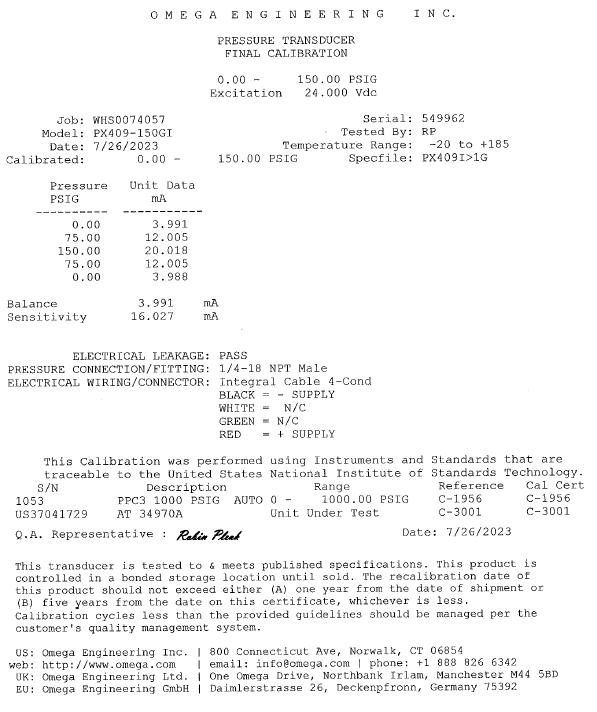 OMEGA ENGINEERING INC.
PRESSURE TRANSDUCER
FINAL CALIBRATION
0.00 - 150.00 PSIG
Excitation 24.000 Vdc
Job: WHS0074057 Serial: 549962
Model: PX409-150GI Tested By: RP
Date: 7/26/2023 Temperature Range: -20 to +185
Calibrated: 0.00 - 150.00 PSIG Specfile: PX409I>1G
Pressure Unit Data
PSIG mA
---------- -----------
0.00 3.991
75.00 12.005
150.00 20.018
75.00 12.005
0.00 3.988
Balance 3.991 mA
Sensitivity 16.027 mA
ELECTRICAL LEAKAGE: PASS
PRESSURE CONNECTION/FITTING: 1/4-18 NPT Male
ELECTRICAL WIRING/CONNECTOR: Integral Cable 4-Cond
BLACK = - SUPPLY
WHITE = N/C
GREEN = N/C
RED = + SUPPLY
This Calibration was performed using Instruments and Standards that are
traceable to the United States National Institute of Standards Technology.
S/N Description Range Reference Cal Cert
1053 PPC3 1000 PSIG AUTO 0 - 1000.00 PSIG C-1956 C-1956
US37041729 AT 34970A Unit Under Test C-3001 C-3001
Q.A. Representative : Robin Pleak Date: 7/26/2023
This transducer is tested to & meets published specifications. This product is
controlled in a bonded storage location until sold. The recalibration date of
this product should not exceed either (A) one year from the date of shipment or
(B) five years from the date on this certificate, whichever is less.
Calibration cycles less than the provided guidelines should be managed per the
customer's quality management system.
US: Omega Engineering Inc. | 800 Connecticut Ave, Norwalk, CT 06854
web: http://www.omega.com | email: info@omega.com | phone: +1 888 826 6342
UK: Omega Engineering Ltd. | One Omega Drive, Northbank Irlam, Manchester M44 5BD
EU: Omega Engineering GmbH | Daimlerstrasse 26, Deckenpfronn, Germany 75392